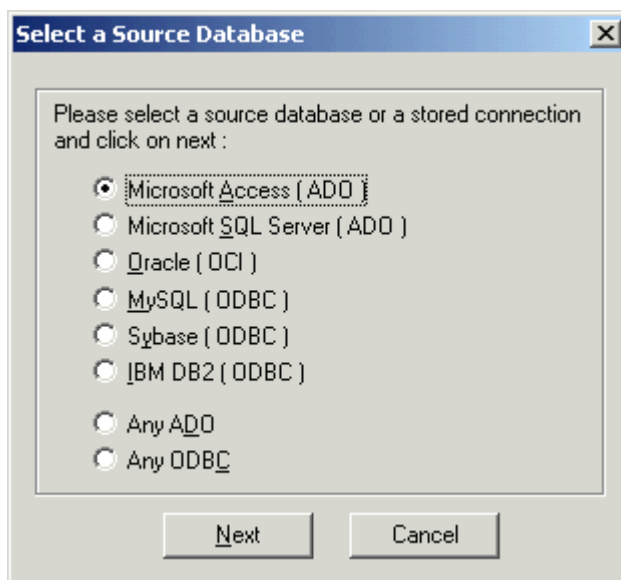 Select a Source Database
Please select a source database or a stored connection
and click on next :
Microsoft Access ( ADO )
Microsoft SQL Server ( ADO )
Oracle ( OCI )
MySQL ( ODBC )
Sybase ( ODBC )
IBM DB2 ( ODBC )
Any ADO
Any ODBC
Next Cancel